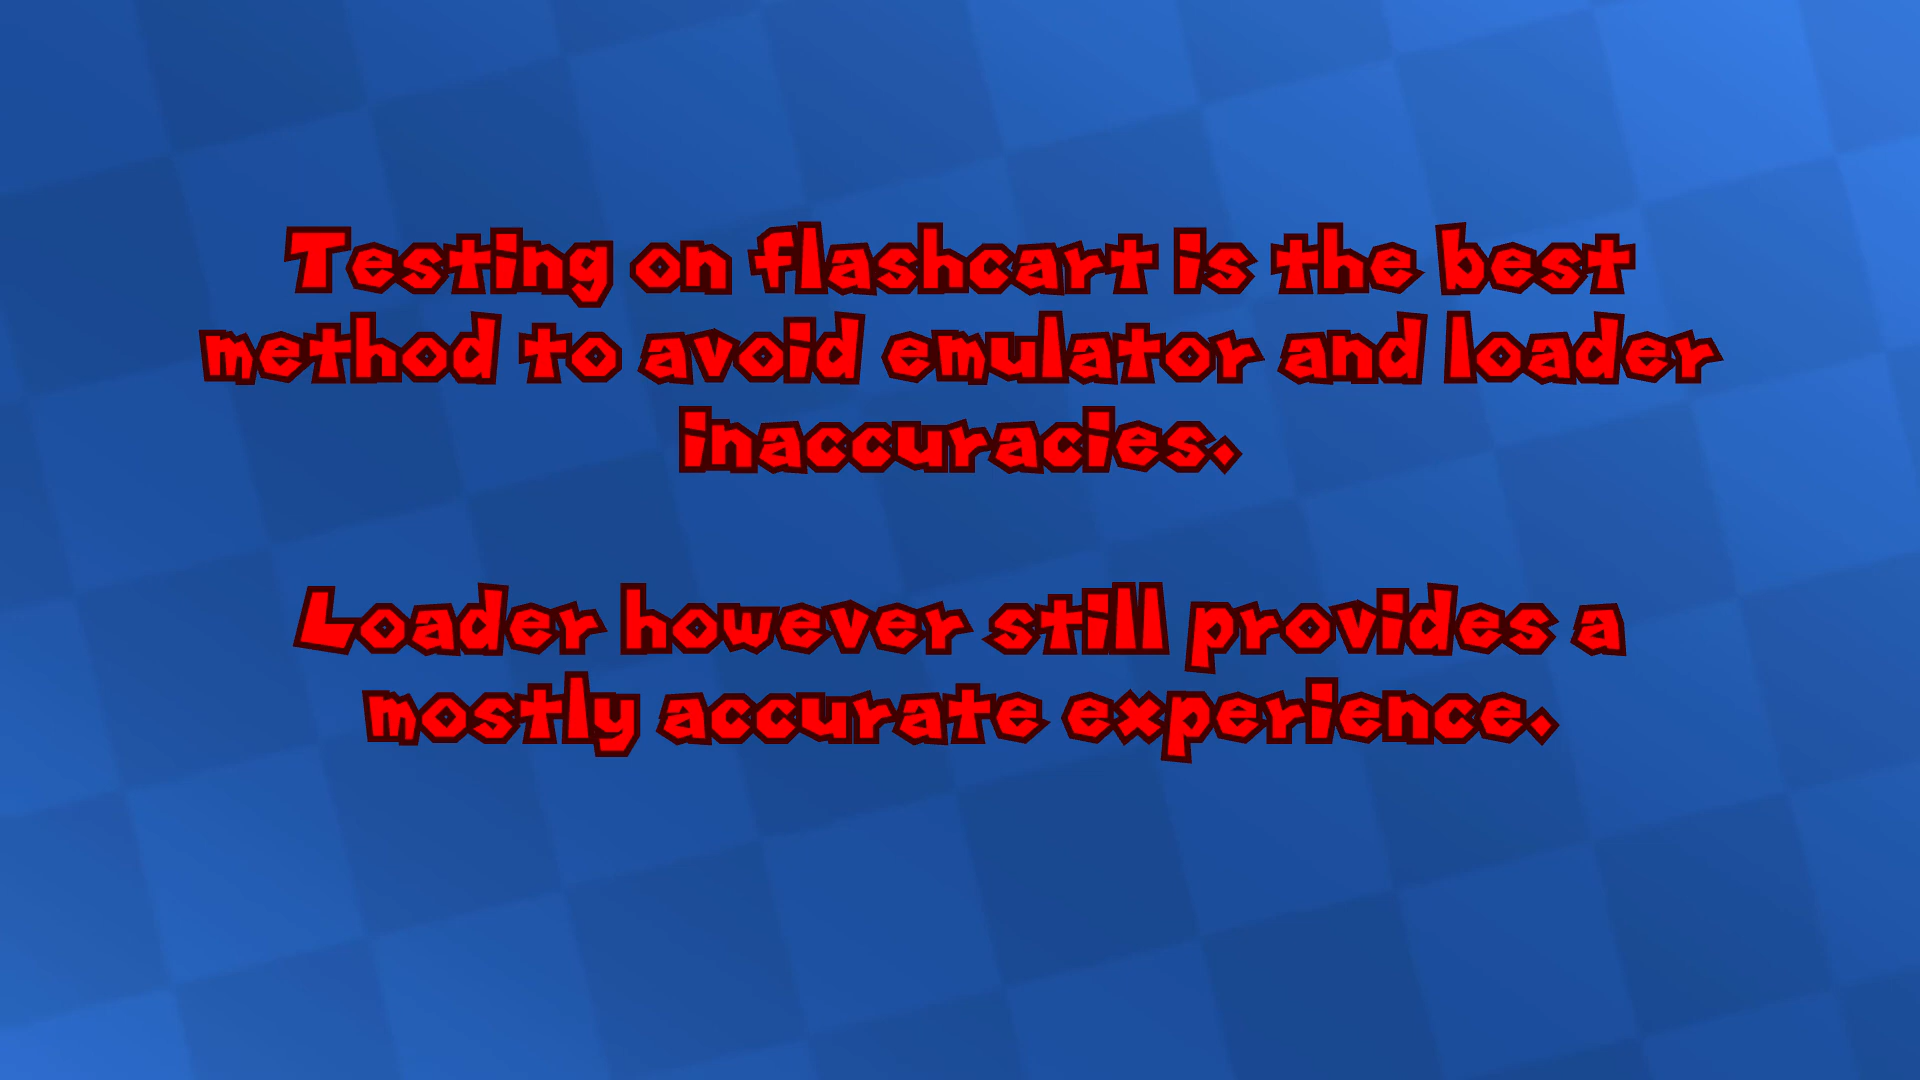 Testing on flashcart is the best
method to avoid emulator and loader
inaccuracies.
Loader however still provides a
mostly accurate experience.